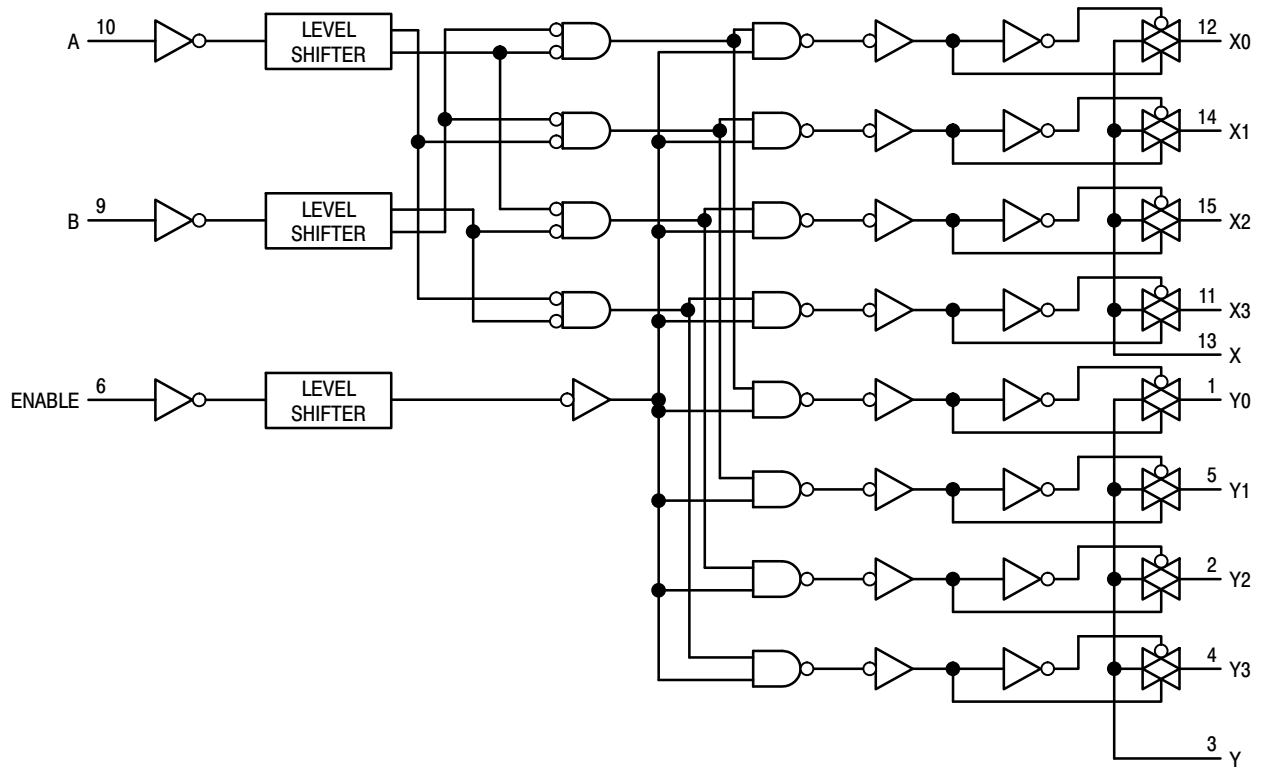 10
A
LEVEL
SHIFTER
12
X0
14
X1
9
B
LEVEL
SHIFTER
15
X2
11
X3
13
X
6
ENABLE
LEVEL
SHIFTER
1
Y0
5
Y1
2
Y2
4
Y3
3
Y